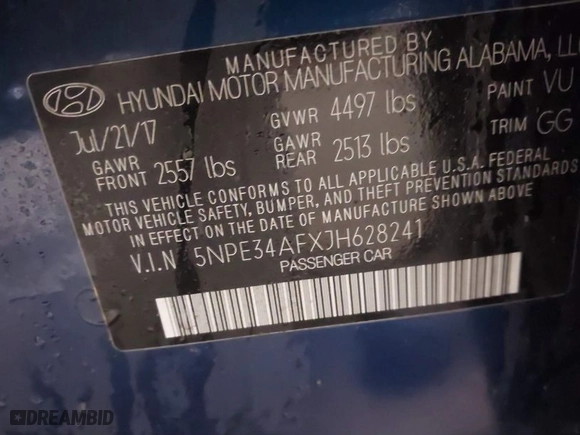 MANUFACTURED BY
HYUNDAI MOTOR MANUFACTURING ALABAMA, LL
Jul/21/17 GVWR 4497 lbs PAINT VU
GAWR FRONT 2557 lbs GAWR REAR 2513 lbs TRIM GG
THIS VEHICLE CONFORMS TO ALL APPLICABLE U.S.A. FEDERAL
MOTOR VEHICLE SAFETY, BUMPER, AND THEFT PREVENTION STANDARDS
IN EFFECT ON THE DATE OF MANUFACTURE SHOWN ABOVE
V.I.N 5NPE34AFXJH628241
PASSENGER CAR
DREAMBID